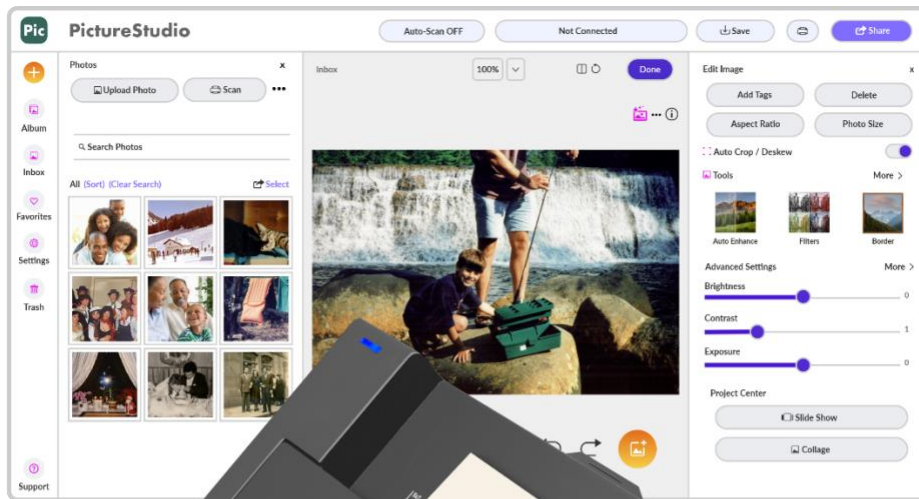 Pic PictureStudio
Auto-Scan OFF
Not Connected
Save
Share
Album
Inbox
Favorites
Settings
Trash
Support
Photos x
Upload Photo Scan
Search Photos
All (Sort) (Clear Search) Select
Inbox 100% Done
Edit Image x
Add Tags Delete
Aspect Ratio Photo Size
Auto Crop / Deskew
Tools More >
Auto Enhance Filters Border
Advanced Settings More >
Brightness 0
Contrast 1
Exposure 0
Project Center
Slide Show
Collage